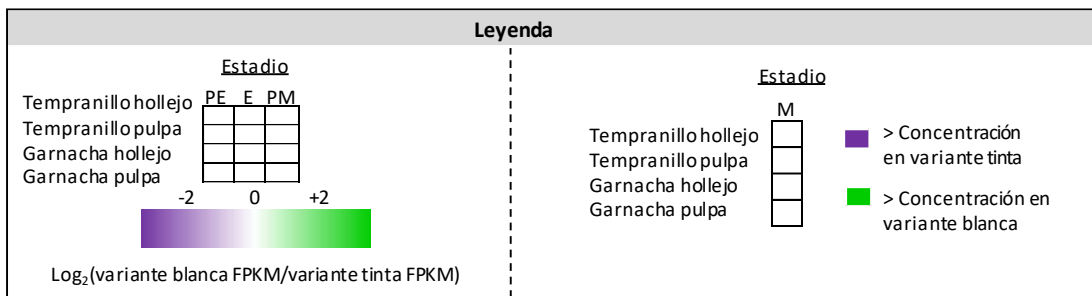 Leyenda
Estadio
PE E PM
Tempranillo hollejo
Tempranillo pulpa
Garnacha hollejo
Garnacha pulpa
-2 0 +2
Log2(variante blanca FPKM/variante tinta FPKM)
Estadio
M
Tempranillo hollejo
Tempranillo pulpa
Garnacha hollejo
Garnacha pulpa
> Concentración
en variante tinta
> Concentración en
variante blanca